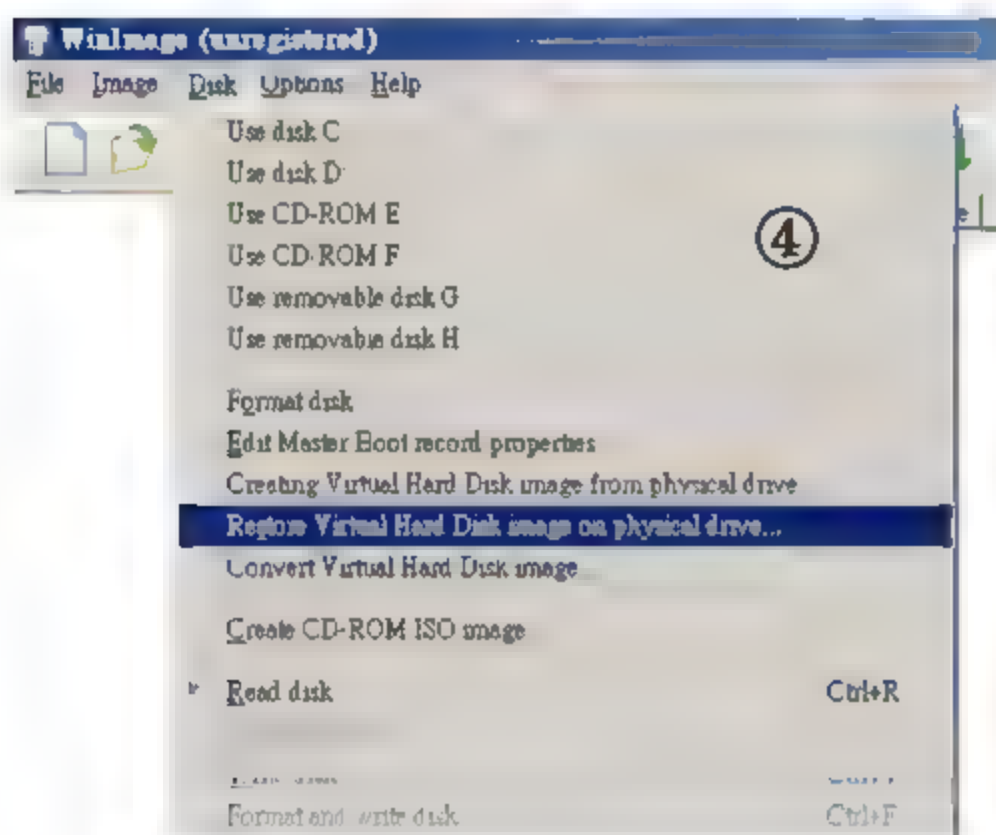 WinImage (unregistered)
File Image Disk Options Help
Use disk C
Use disk D
Use CD-ROM E
④
Use CD-ROM F
Use removable disk G
Use removable disk H
Format disk
Edit Master Boot record properties
Creating Virtual Hard Disk image from physical drive
Restore Virtual Hard Disk image on physical drive...
Convert Virtual Hard Disk image
Create CD-ROM ISO image
Read disk Ctrl+R
Format and write disk Ctrl+F